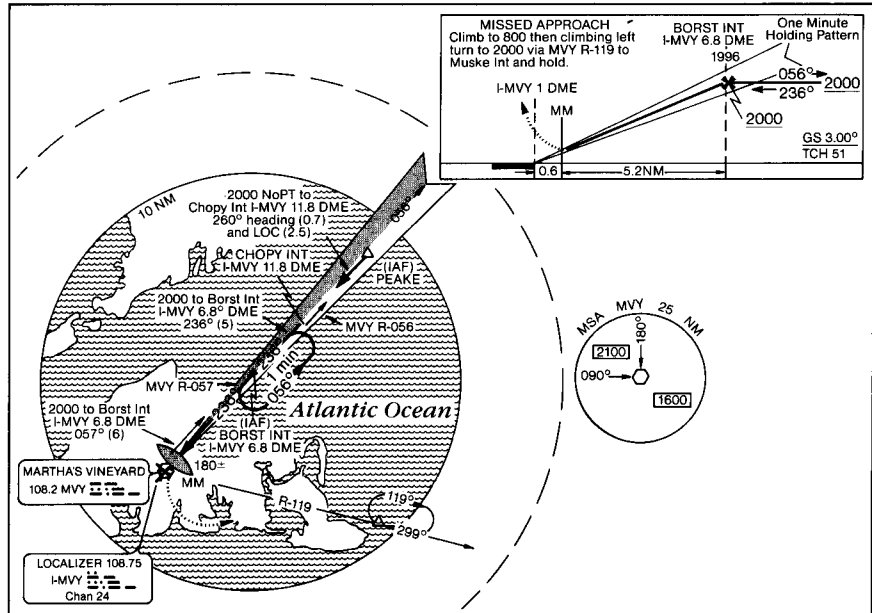 MISSED APPROACH
Climb to 800 then climbing left
turn to 2000 via MVY R-119 to
Muske Int and hold.
BORST INT
I-MVY 6.8 DME
1996
One Minute
Holding Pattern
056°
2000
236°
2000
I-MVY 1 DME
MM
GS 3.00°
TCH 51
0.6
5.2NM
10 NM
2000 NoPT to
Chopy Int I-MVY 11.8 DME
260° heading (0.7)
and LOC (2.5)
056°
CHOPY INT
I-MVY 11.8 DME
(IAF)
PEAKE
2000 to Borst Int
I-MVY 6.8° DME
236° (5)
MVY R-056
236°
1 min
056°
MVY R-057
236°
Atlantic Ocean
2000 to Borst Int
I-MVY 6.8 DME
057° (6)
(IAF)
BORST INT
I-MVY 6.8 DME
180±
MM
MARTHA'S VINEYARD
108.2 MVY
R-119
119°
299°
LOCALIZER 108.75
I-MVY
Chan 24
MSA MVY 25 NM
180°
2100
090°
1600